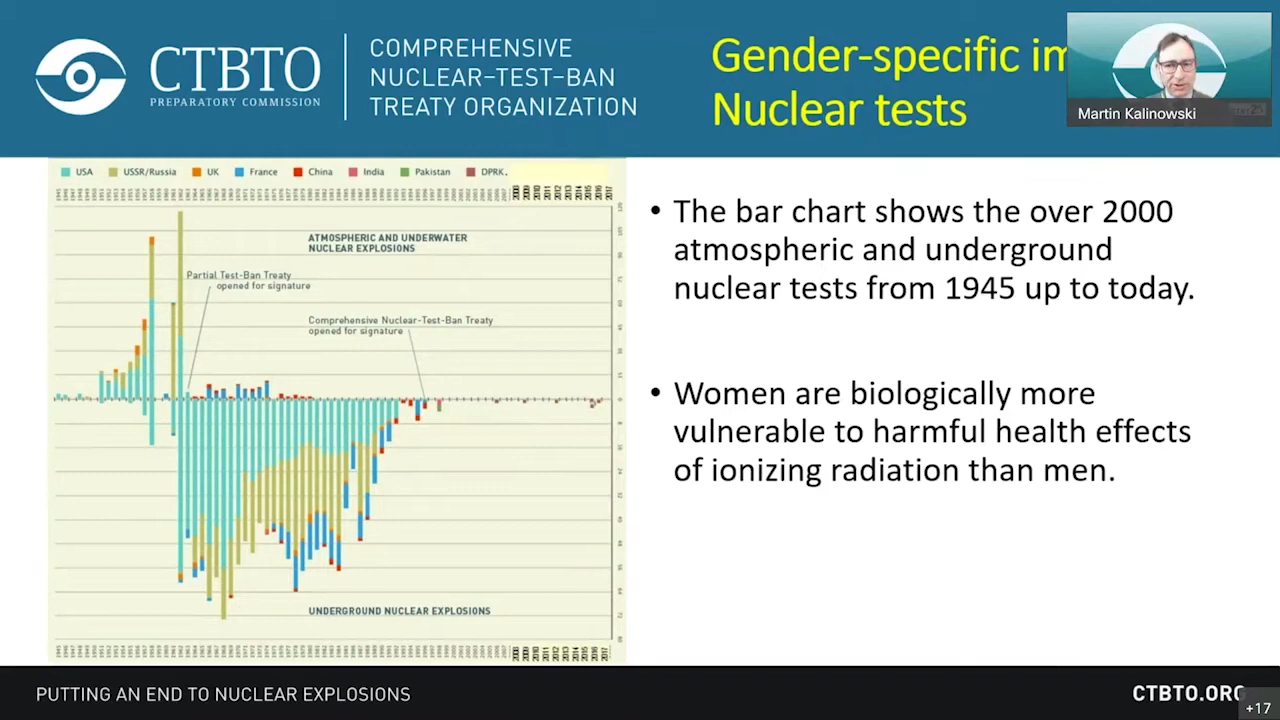 CTBTO
PREPARATORY COMMISSION
COMPREHENSIVE
NUCLEAR-TEST-BAN
TREATY ORGANIZATION
Gender-specific im
Nuclear tests
Martin Kalinowski
USA USSR/Russia UK France China India Pakistan DPRK.
ATMOSPHERIC AND UNDERWATER
NUCLEAR EXPLOSIONS
Partial Test-Ban Treaty
opened for signature
Comprehensive Nuclear-Test-Ban Treaty
opened for signature
UNDERGROUND NUCLEAR EXPLOSIONS
• The bar chart shows the over 2000
atmospheric and underground
nuclear tests from 1945 up to today.
• Women are biologically more
vulnerable to harmful health effects
of ionizing radiation than men.
PUTTING AN END TO NUCLEAR EXPLOSIONS
CTBTO.ORG
+17